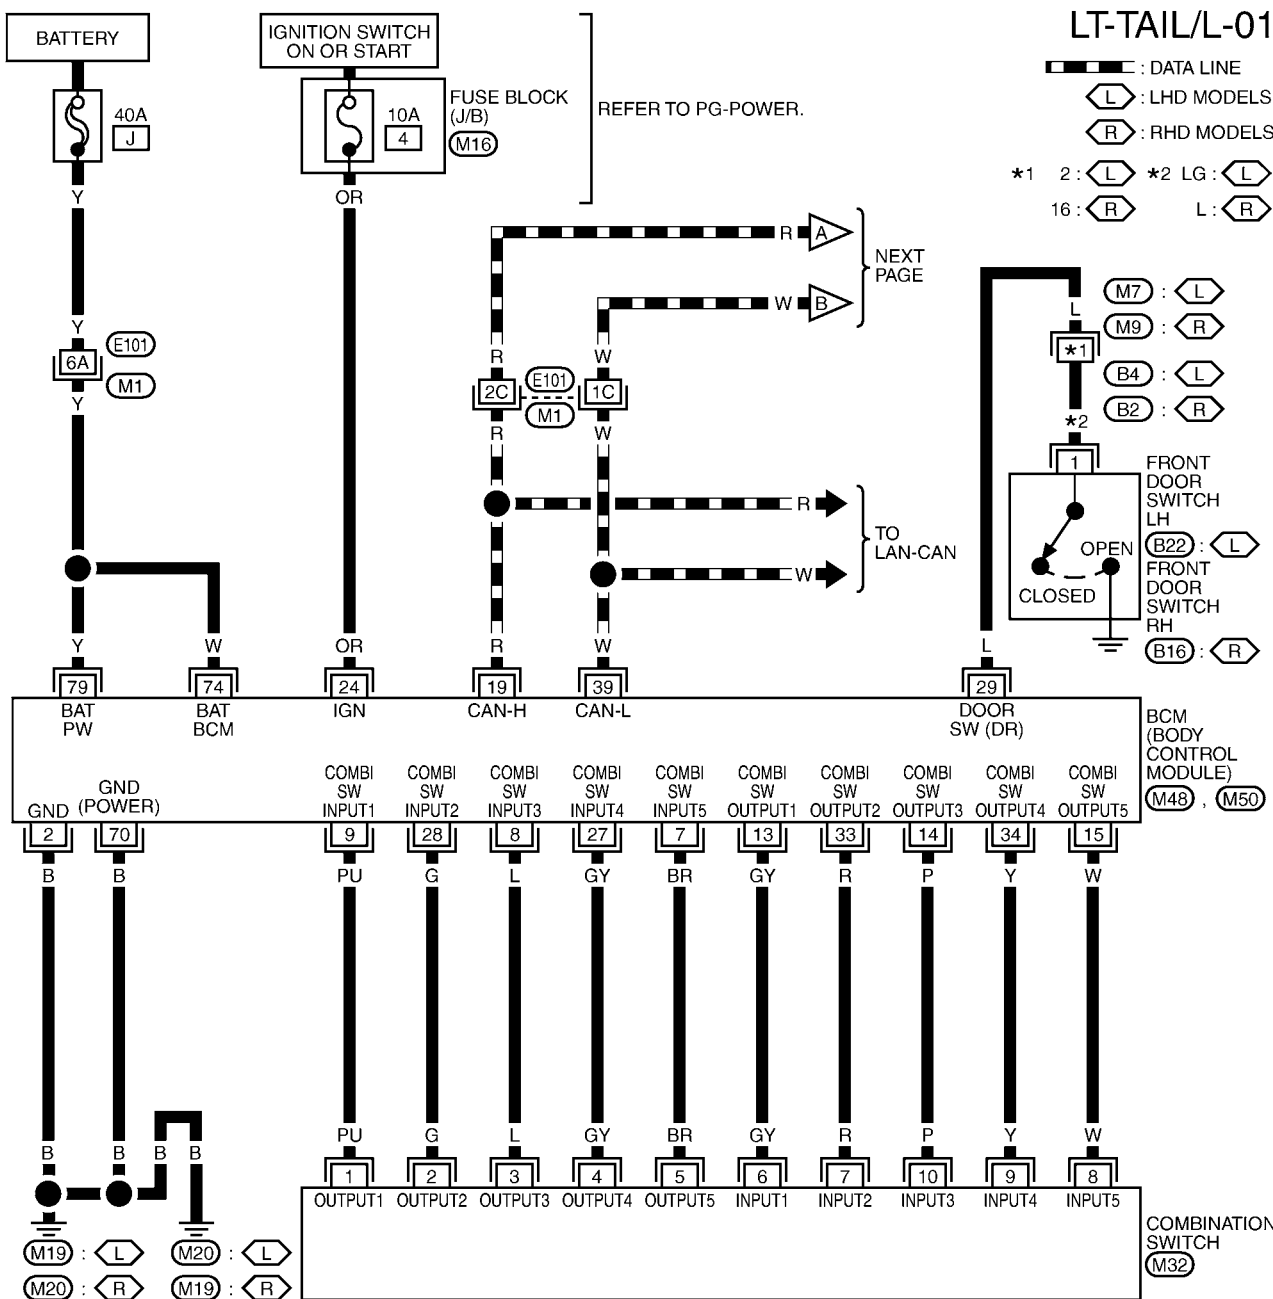 LT-TAIL/L-01
BATTERY
IGNITION SWITCH
ON OR START
: DATA LINE
L : LHD MODELS
R : RHD MODELS
*1 2 : L *2 LG : L
16 : R L : R
40A
J
10A
4
FUSE BLOCK
(J/B)
M16
REFER TO PG-POWER.
Y
OR
R A
W B
NEXT
PAGE
Y
6A
E101
M1
Y
R
W
2C
E101
M1
1C
R
W
L
*1
*2
M7 : L
M9 : R
B4 : L
B2 : R
1
OPEN
CLOSED
FRONT
DOOR
SWITCH
LH
B22 : L
FRONT
DOOR
SWITCH
RH
B16 : R
R
W
TO
LAN-CAN
Y W OR R W L
79 74 24 19 39 29
BAT
PW
BAT
BCM
IGN
CAN-H
CAN-L
DOOR
SW (DR)
BCM
(BODY
CONTROL
MODULE)
M48 , M50
GND
GND
(POWER)
COMBI
SW
INPUT1
COMBI
SW
INPUT2
COMBI
SW
INPUT3
COMBI
SW
INPUT4
COMBI
SW
INPUT5
COMBI
SW
OUTPUT1
COMBI
SW
OUTPUT2
COMBI
SW
OUTPUT3
COMBI
SW
OUTPUT4
COMBI
SW
OUTPUT5
2 70 9 28 8 27 7 13 33 14 34 15
B B PU G L GY BR GY R P Y W
PU G L GY BR GY R P Y W
B B B B
1 2 3 4 5 6 7 10 9 8
OUTPUT1 OUTPUT2 OUTPUT3 OUTPUT4 OUTPUT5 INPUT1 INPUT2 INPUT3 INPUT4 INPUT5
M19 : L M20 : L
M20 : R M19 : R
COMBINATION
SWITCH
M32